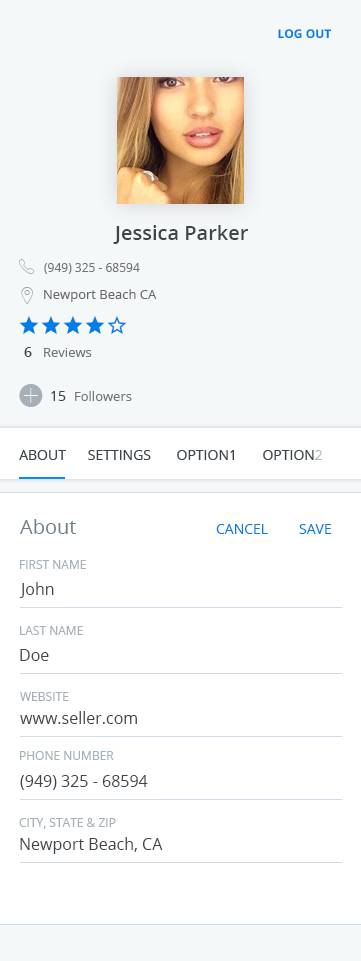 LOG OUT
Jessica Parker
(949) 325 - 68594
Newport Beach CA
6 Reviews
15 Followers
ABOUT SETTINGS OPTION1 OPTION2
About CANCEL SAVE
FIRST NAME
John
LAST NAME
Doe
WEBSITE
www.seller.com
PHONE NUMBER
(949) 325 - 68594
CITY, STATE & ZIP
Newport Beach, CA